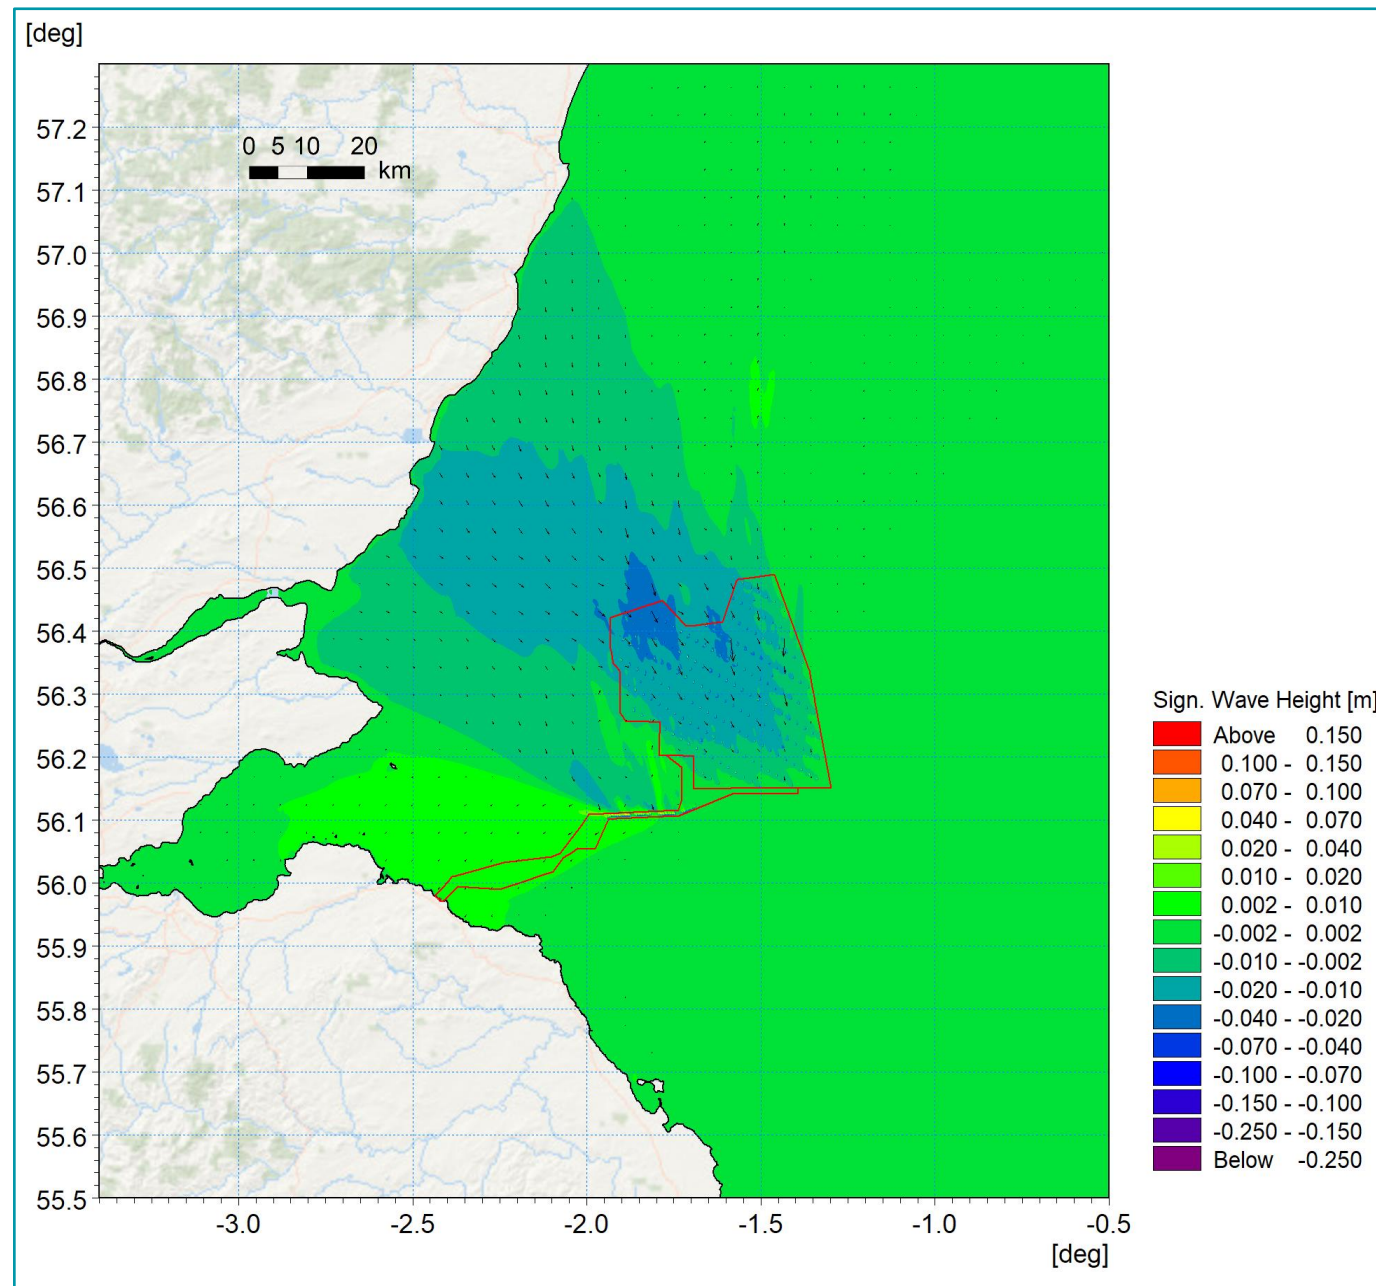 [deg]
0 5 10 20
km
57.2
57.1
57.0
56.9
56.8
56.7
56.6
56.5
56.4
56.3
56.2
56.1
56.0
55.9
55.8
55.7
55.6
55.5
-3.0 -2.5 -2.0 -1.5 -1.0 -0.5
[deg]
Sign. Wave Height [m]
Above 0.150
0.100 - 0.150
0.070 - 0.100
0.040 - 0.070
0.020 - 0.040
0.010 - 0.020
0.002 - 0.010
-0.002 - 0.002
-0.010 - -0.002
-0.020 - -0.010
-0.040 - -0.020
-0.070 - -0.040
-0.100 - -0.070
-0.150 - -0.100
-0.250 - -0.150
Below -0.250